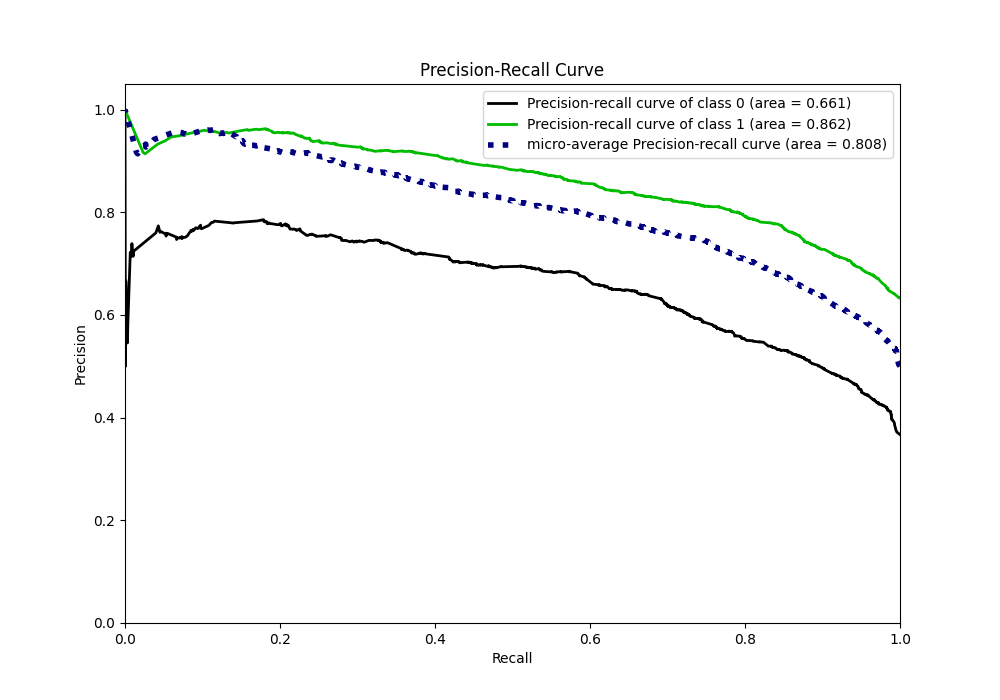 Precision-Recall Curve
Precision-recall curve of class 0 (area = 0.661)
Precision-recall curve of class 1 (area = 0.862)
micro-average Precision-recall curve (area = 0.808)
1.0
0.8
0.6
0.4
0.2
0.0
Precision
0.0 0.2 0.4 0.6 0.8 1.0
Recall